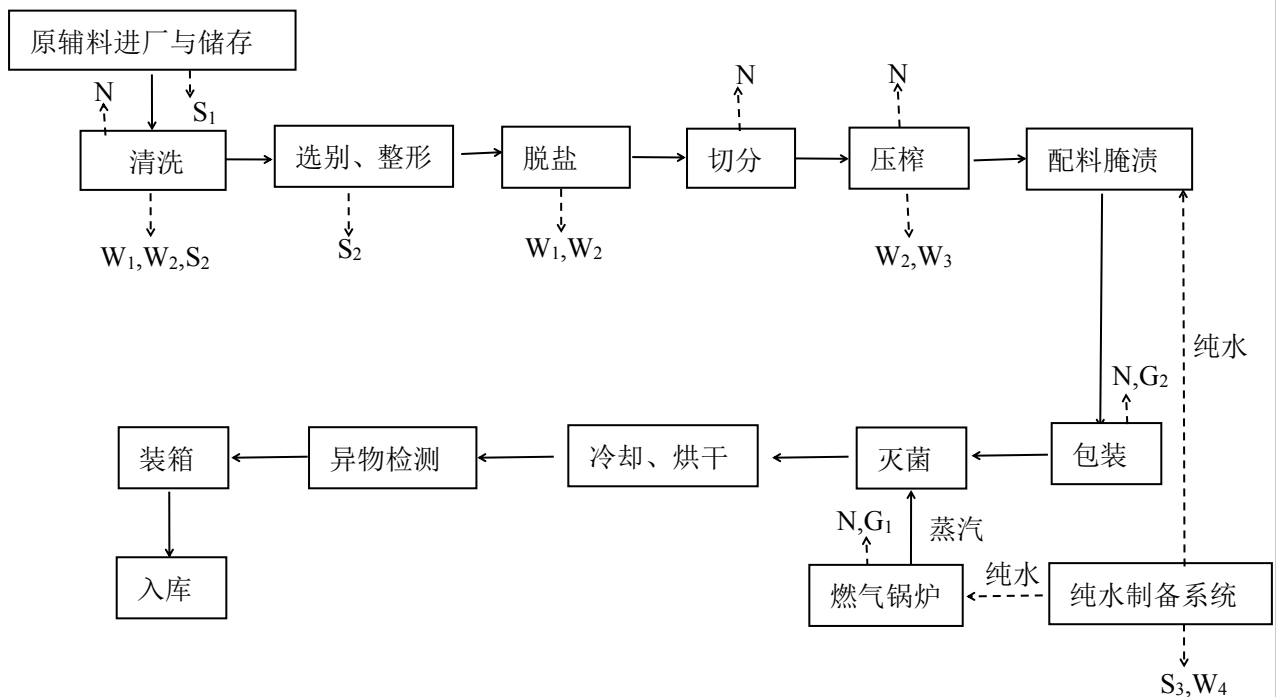 原辅料进厂与储存
N
S₁
清洗
W₁,W₂,S₂
选别、整形
S₂
脱盐
W₁,W₂
N
切分
N
压榨
W₂,W₃
配料腌渍
纯水
N,G₂
包装
灭菌
冷却、烘干
异物检测
装箱
入库
蒸汽
N,G₁
燃气锅炉
纯水
纯水制备系统
S₃,W₄